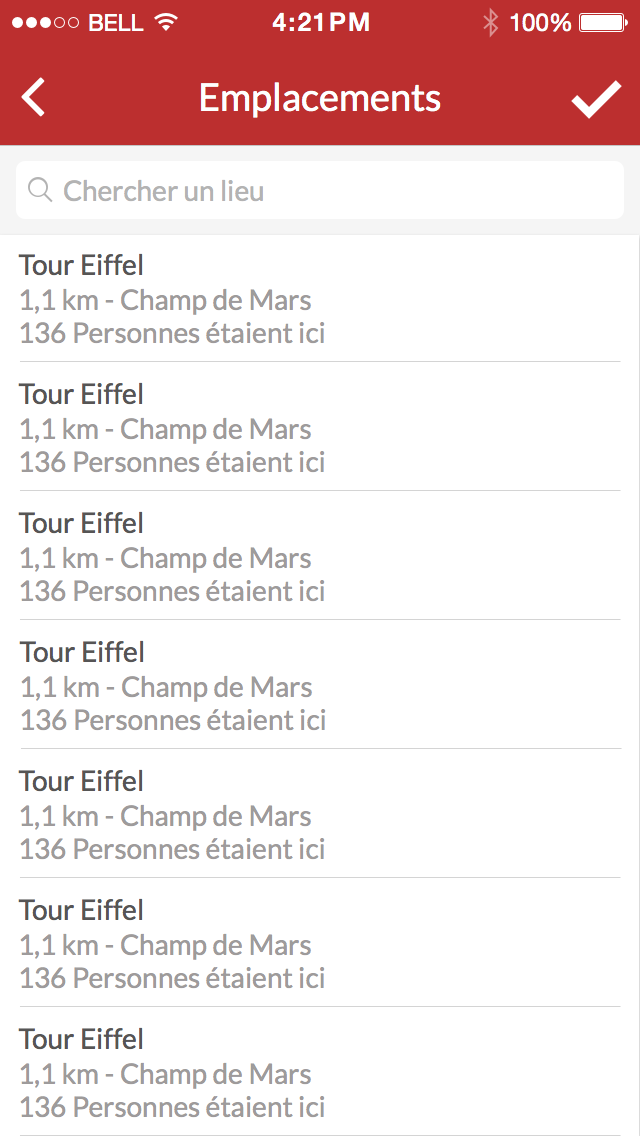 BELL 4:21PM 100%
Emplacements
Chercher un lieu
Tour Eiffel
1,1 km - Champ de Mars
136 Personnes étaient ici
Tour Eiffel
1,1 km - Champ de Mars
136 Personnes étaient ici
Tour Eiffel
1,1 km - Champ de Mars
136 Personnes étaient ici
Tour Eiffel
1,1 km - Champ de Mars
136 Personnes étaient ici
Tour Eiffel
1,1 km - Champ de Mars
136 Personnes étaient ici
Tour Eiffel
1,1 km - Champ de Mars
136 Personnes étaient ici
Tour Eiffel
1,1 km - Champ de Mars
136 Personnes étaient ici